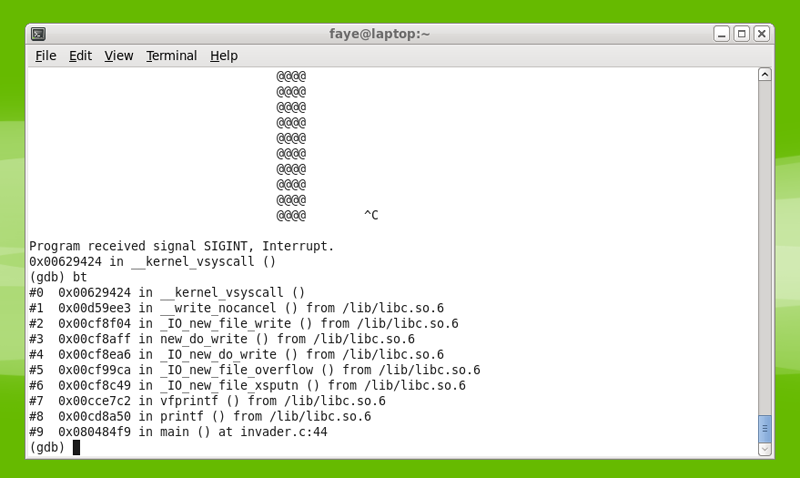 faye@laptop:~
File Edit View Terminal Help
@@@@
@@@@
@@@@
@@@@
@@@@
@@@@
@@@@
@@@@
@@@@
@@@@ ^C
Program received signal SIGINT, Interrupt.
0x00629424 in __kernel_vsyscall ()
(gdb) bt
#0 0x00629424 in __kernel_vsyscall ()
#1 0x00d59ee3 in __write_nocancel () from /lib/libc.so.6
#2 0x00cf8f04 in _IO_new_file_write () from /lib/libc.so.6
#3 0x00cf8aff in new_do_write () from /lib/libc.so.6
#4 0x00cf8ea6 in _IO_new_do_write () from /lib/libc.so.6
#5 0x00cf99ca in _IO_new_file_overflow () from /lib/libc.so.6
#6 0x00cf8c49 in _IO_new_file_xsputn () from /lib/libc.so.6
#7 0x00cce7c2 in vfprintf () from /lib/libc.so.6
#8 0x00cd8a50 in printf () from /lib/libc.so.6
#9 0x080484f9 in main () at invader.c:44
(gdb)